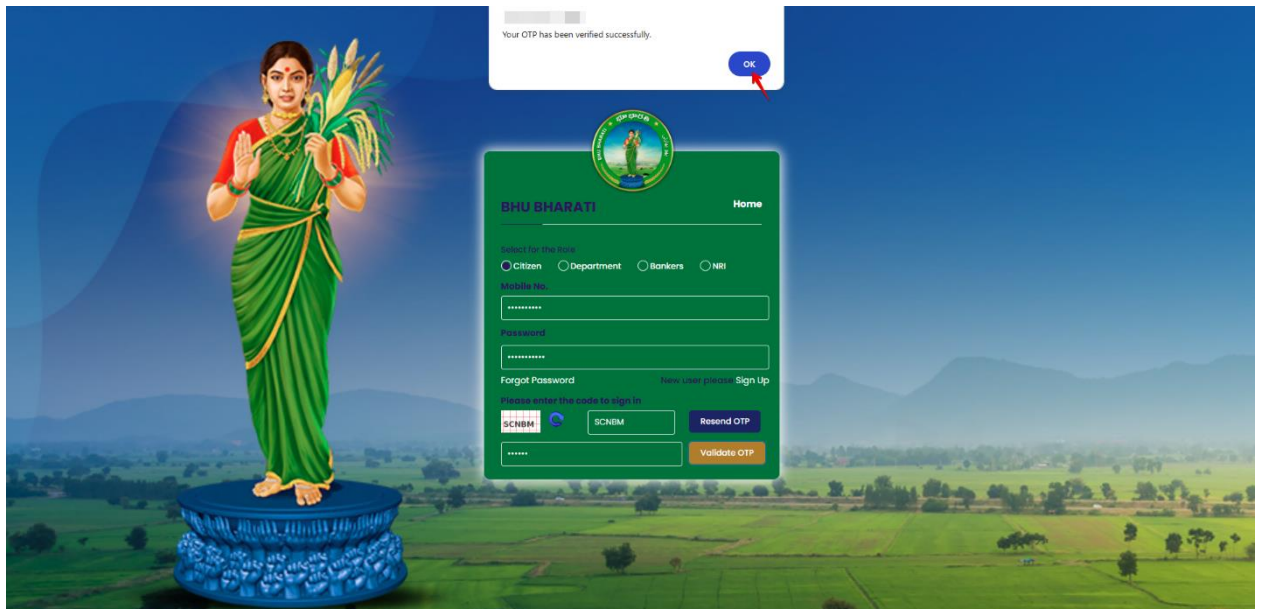 Your OTP has been verified successfully.
OK
BHU BHARATI
Home
Select for the Role
Citizen Department Bankers NRI
Mobile No.
••••••••••
Password
•••••••••••
Forgot Password New user please Sign Up
Please enter the code to sign in
SCNBM SCNBM Resend OTP
•••••• Validate OTP